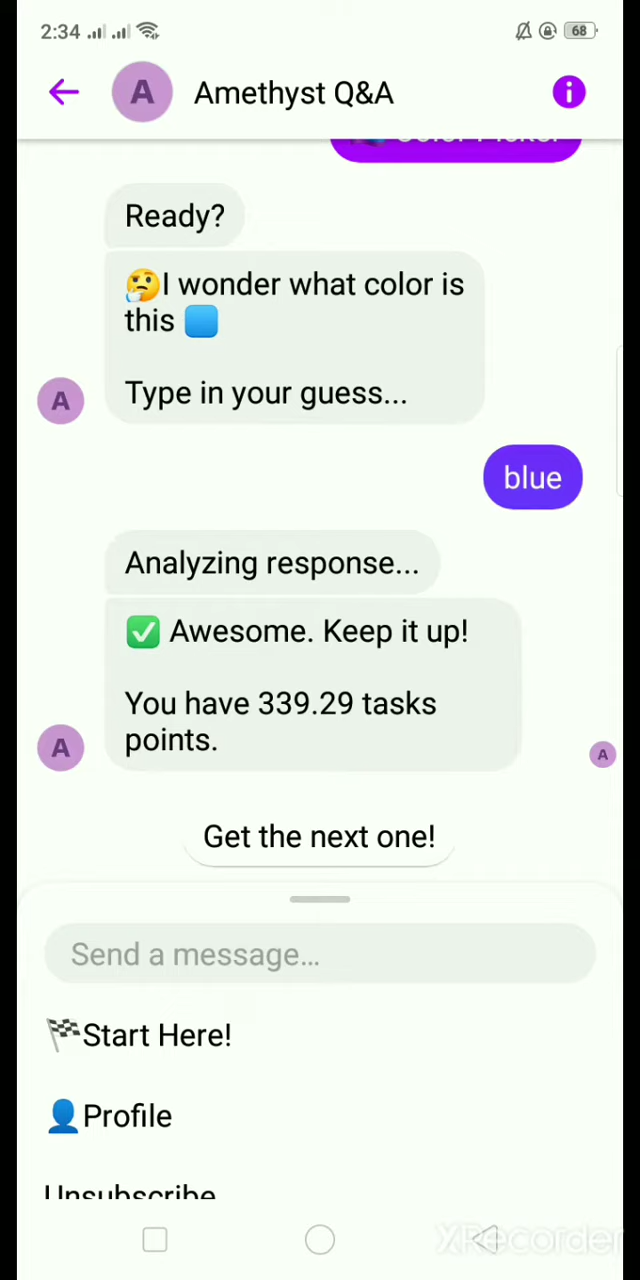 2:34
68
A
Amethyst Q&A
Color Picker
Ready?
🤔I wonder what color is
this 🟦
Type in your guess...
A
blue
Analyzing response...
✅ Awesome. Keep it up!
You have 339.29 tasks
points.
A
A
Get the next one!
Send a message...
🏁Start Here!
👤Profile
Unsubscribe
XRecorder